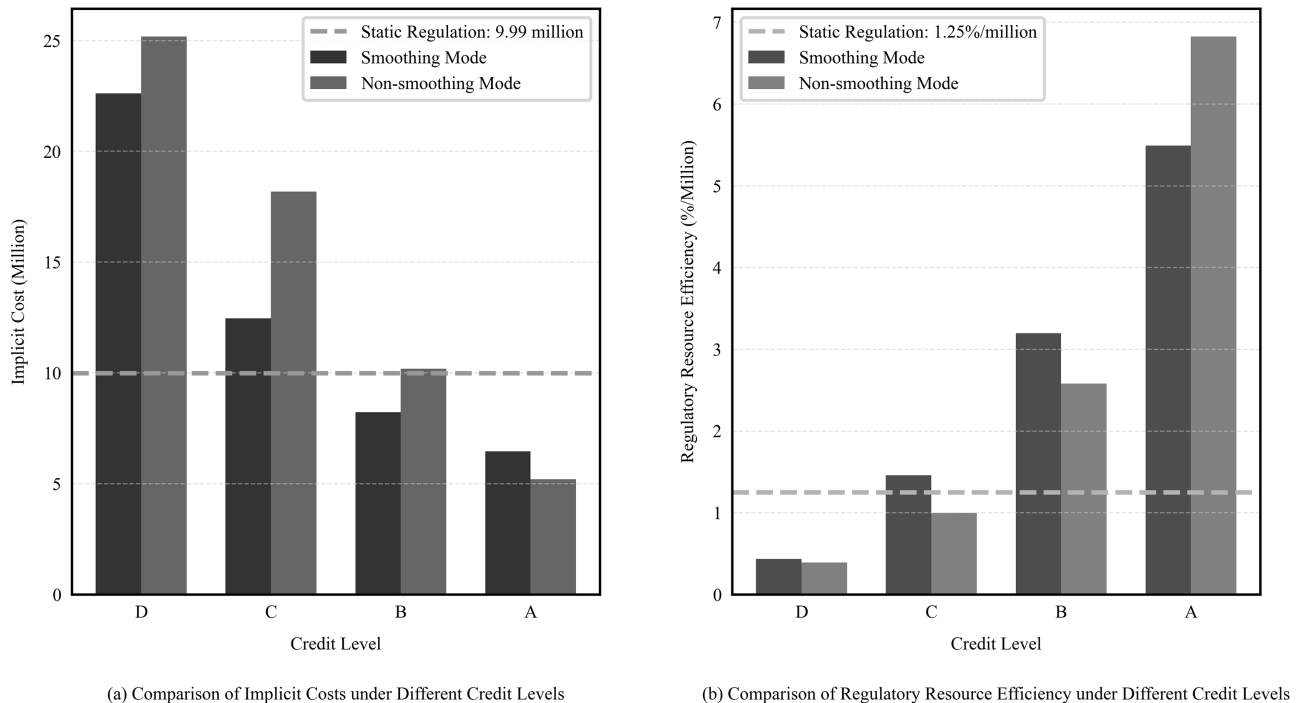 Implicit Cost (Million)
25
20
15
10
5
0
Static Regulation: 9.99 million
Smoothing Mode
Non-smoothing Mode
D
C
B
A
Credit Level
(a) Comparison of Implicit Costs under Different Credit Levels
Regulatory Resource Efficiency (%/Million)
7
6
5
4
3
2
1
0
Static Regulation: 1.25%/million
Smoothing Mode
Non-smoothing Mode
D
C
B
A
Credit Level
(b) Comparison of Regulatory Resource Efficiency under Different Credit Levels